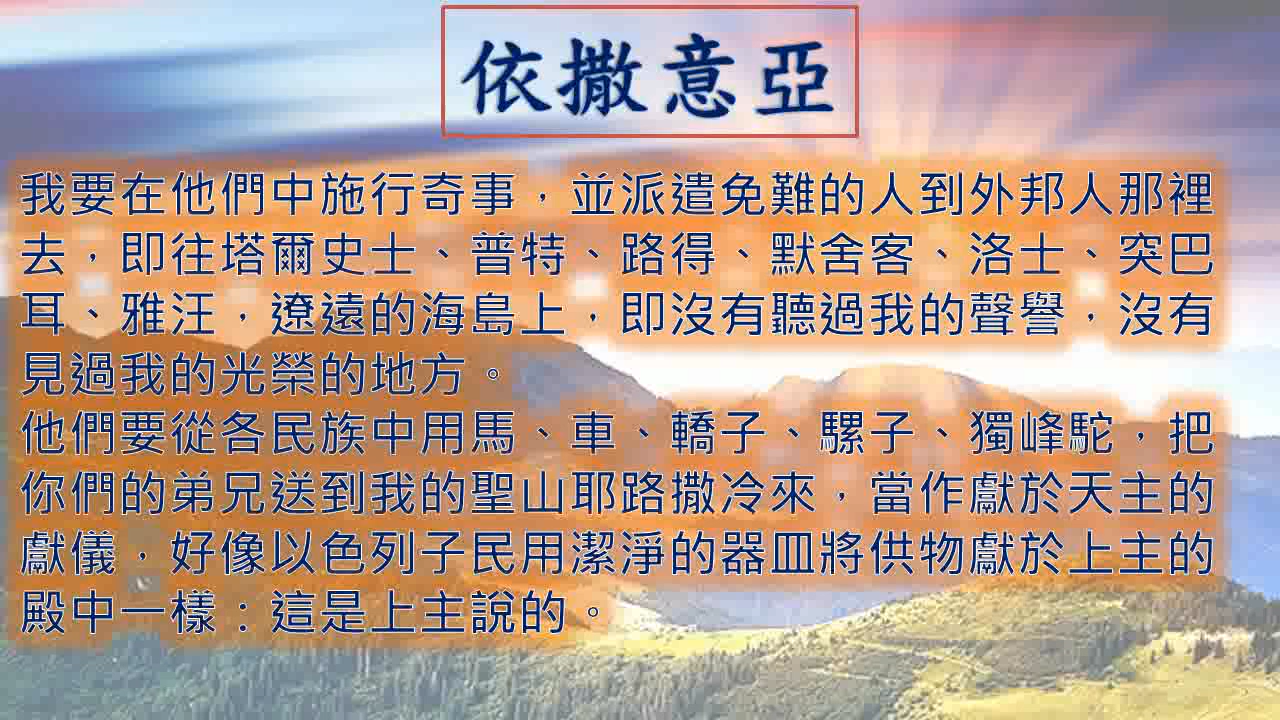 依撒意亞
我要在他們中施行奇事，並派遣免難的人到外邦人那裡
去，即往塔爾史士、普特、路得、默舍客、洛士、突巴
耳、雅汪，遼遠的海島上，即沒有聽過我的聲譽，沒有
見過我的光榮的地方。
他們要從各民族中用馬、車、轎子、騾子、獨峰駝，把
你們的弟兄送到我的聖山耶路撒冷來，當作獻於天主的
獻儀，好像以色列子民用潔淨的器皿將供物獻於上主的
殿中一樣：這是上主說的。